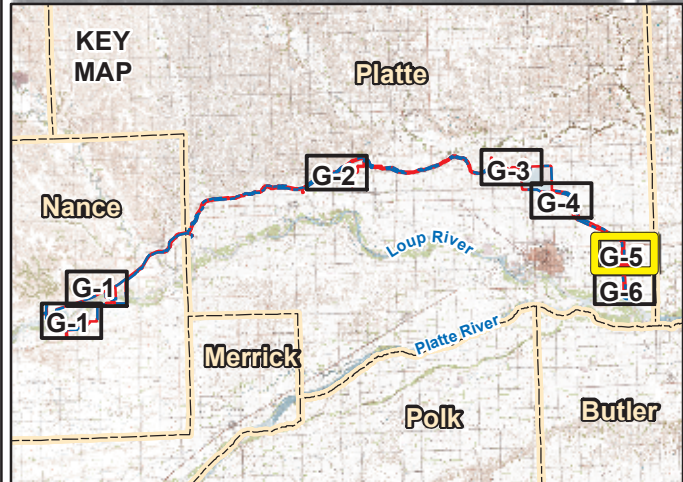 KEY
MAP
Platte
G-2
G-3
G-4
Nance
Loup River
G-5
G-1
G-6
G-1
Platte River
Merrick
Polk
Butler